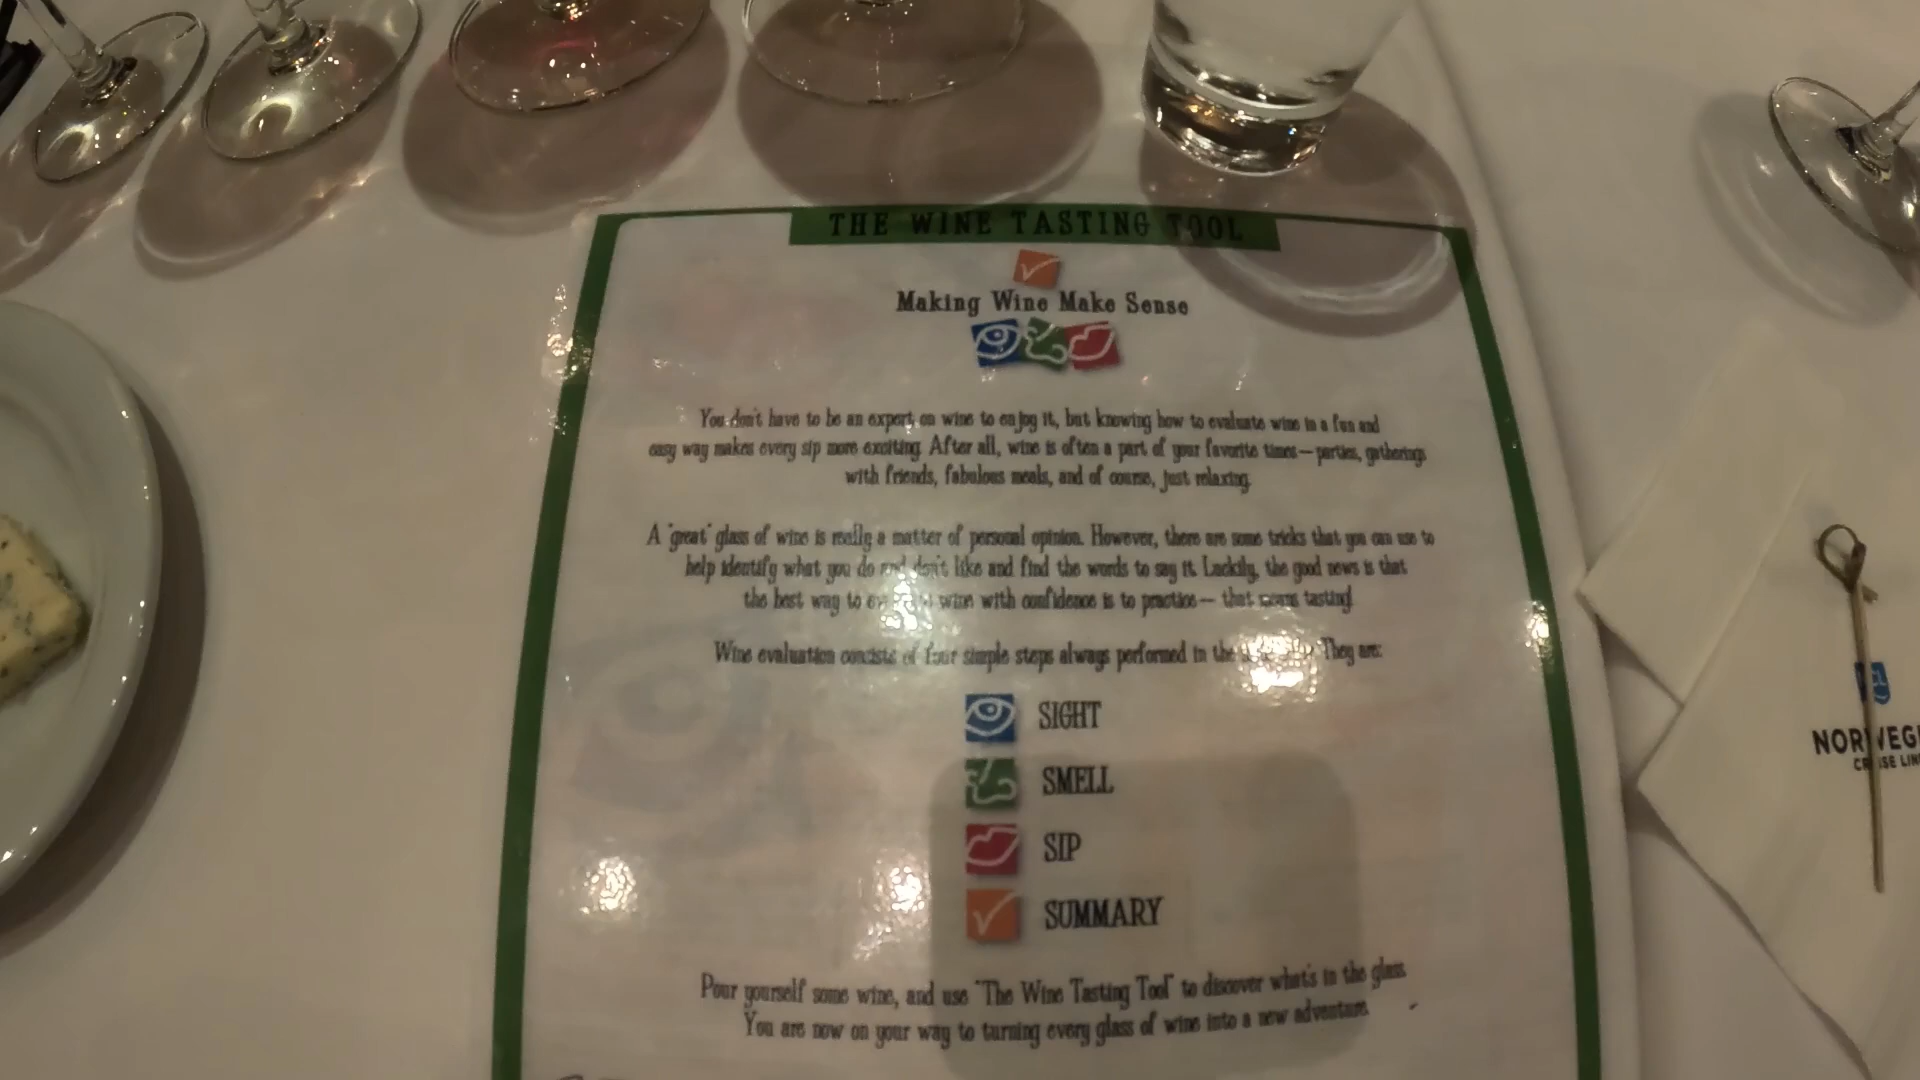 THE WINE TASTING TOOL
Making Wine Make Sense
You don't have to be an expert on wine to enjoy it, but knowing how to evaluate wine in a fun and
easy way makes every sip more exciting. After all, wine is often a part of your favorite times—parties, gatherings
with friends, fabulous meals, and of course, just relaxing.
A "great" glass of wine is really a matter of personal opinion. However, there are some tricks that you can use to
help identify what you do and don't like and find the words to say it. Luckily, the good news is that
the best way to wine with confidence is to practice— that means tasting!
Wine evaluation consists of four simple steps always performed in the They are:
SIGHT
SMELL
SIP
SUMMARY
Pour yourself some wine, and use "The Wine Tasting Tool" to discover what's in the glass.
You are now on your way to turning every glass of wine into a new adventure.
NORWEG
CRUISE LIN